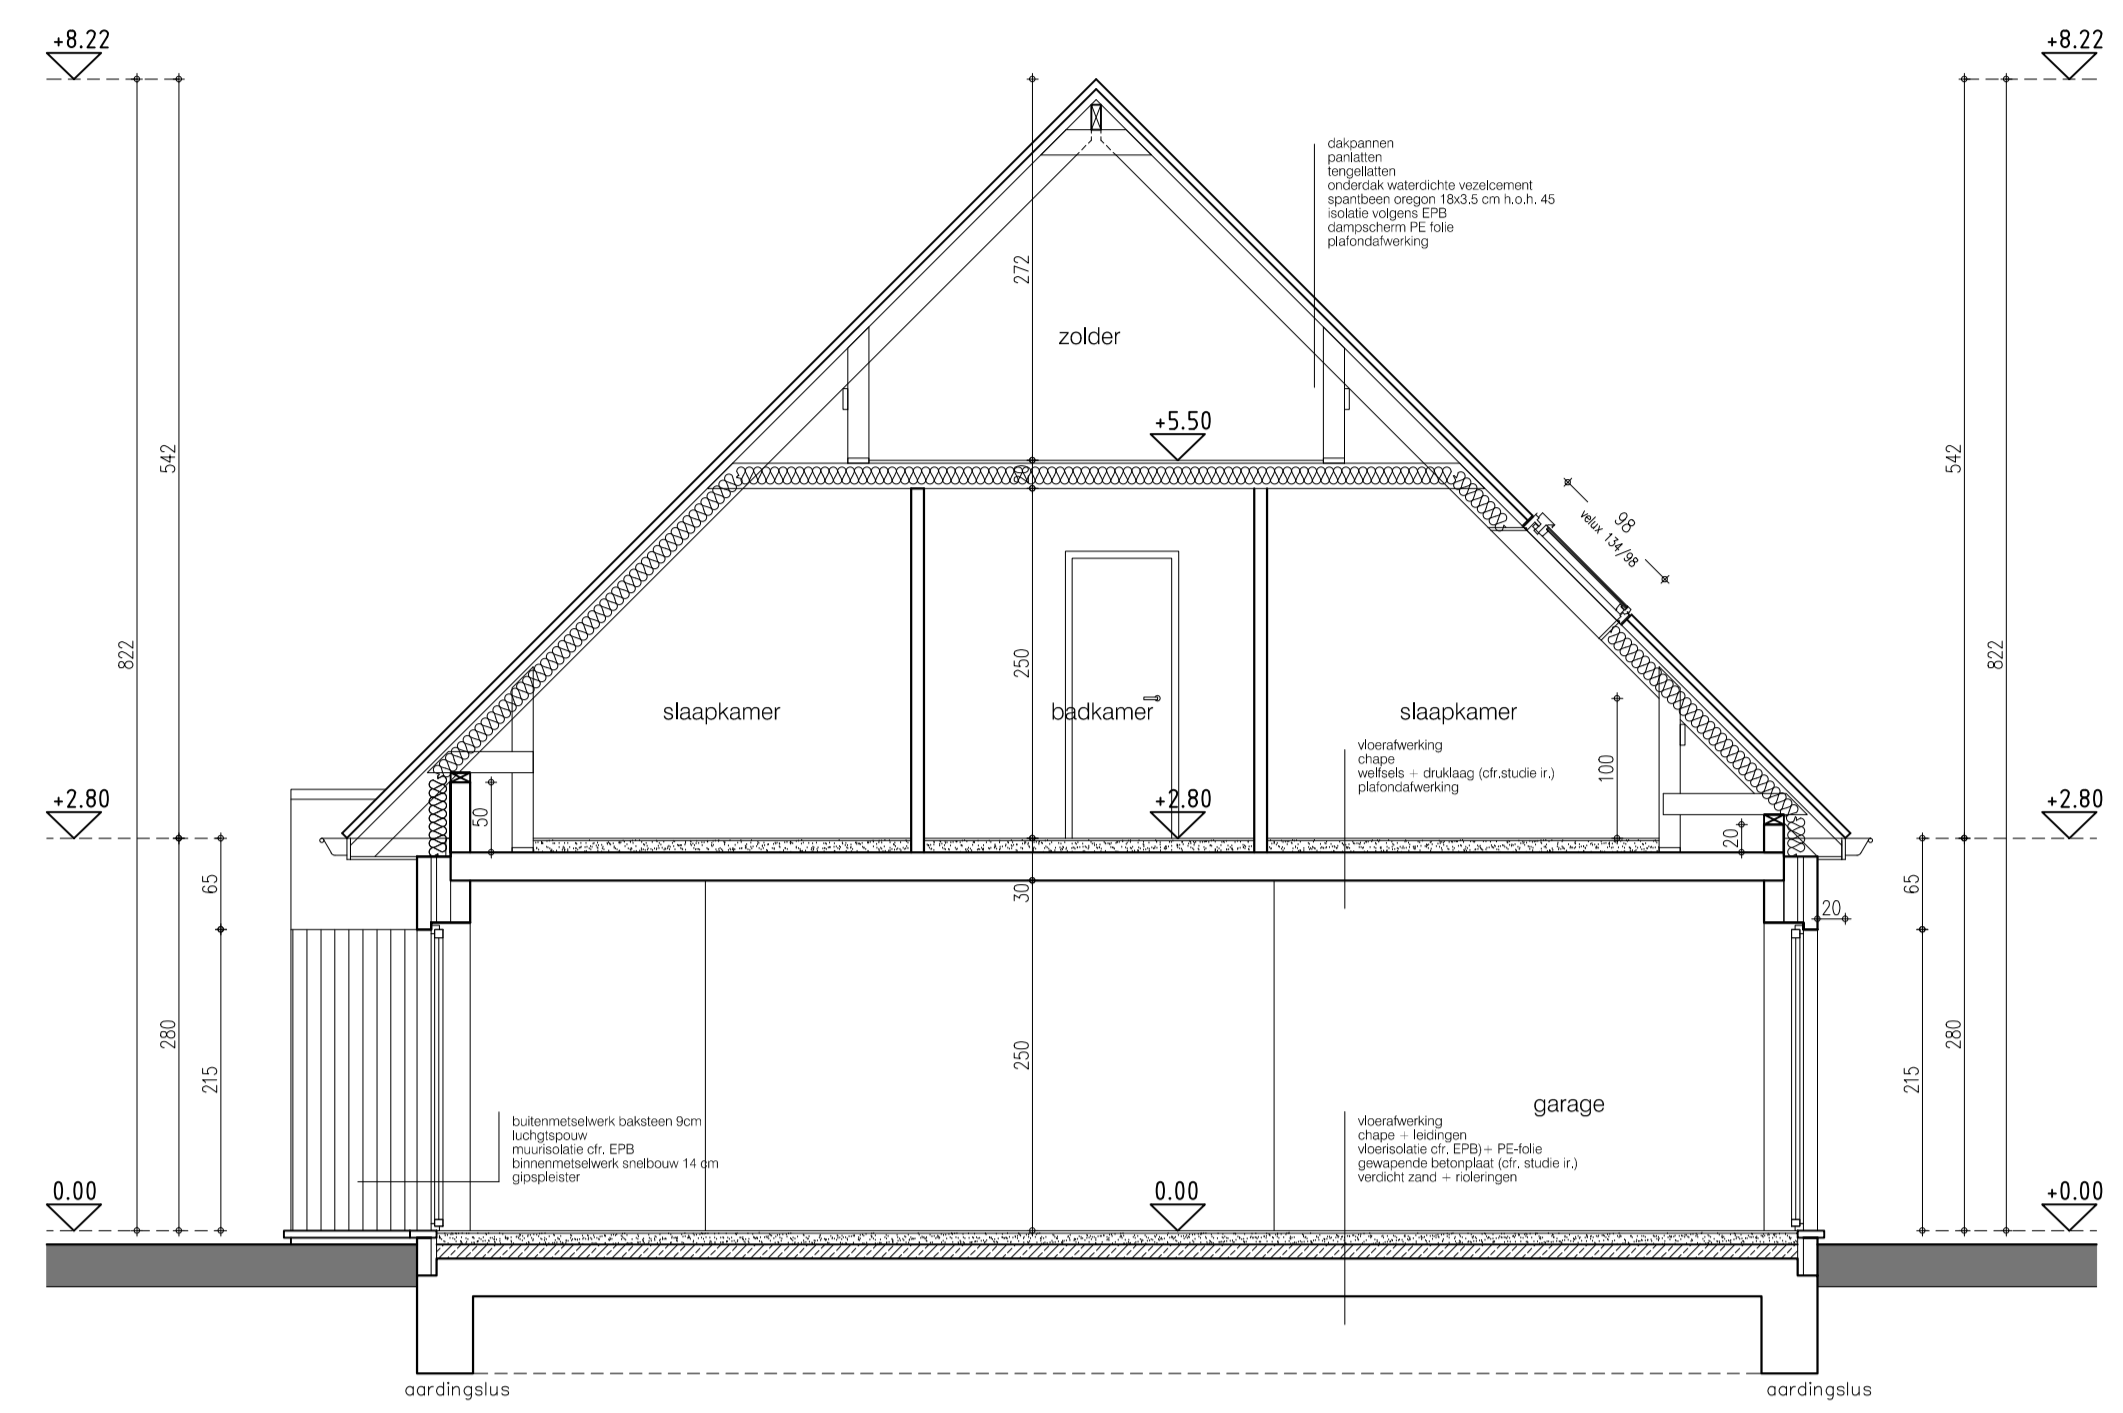 +8.22
+8.22
dakpannen
panlatten
tengellatten
onderdak waterdichte vezelcement
spantbeen oregon 18x3.5 cm h.o.h. 45
isolatie volgens EPB
dampscherm PE folie
plafondafwerking
272
zolder
+5.50
542
20
542
98
velux 134/98
822
250
822
slaapkamer
badkamer
slaapkamer
vloerafwerking
chape
welfsels + druklaag (cfr.studie ir.)
plafondafwerking
100
+2.80
50
+2.80
20
+2.80
65
30
65
20
280
215
250
280
215
garage
buitenmetselwerk baksteen 9cm
luchgtspouw
muurisolatie cfr. EPB
binnenmetselwerk snelbouw 14 cm
gipspleister
vloerafwerking
chape + leidingen
vloerisolatie cfr. EPB)+ PE-folie
gewapende betonplaat (cfr. studie ir.)
verdicht zand + rioleringen
0.00
0.00
+0.00
aardingslus
aardingslus